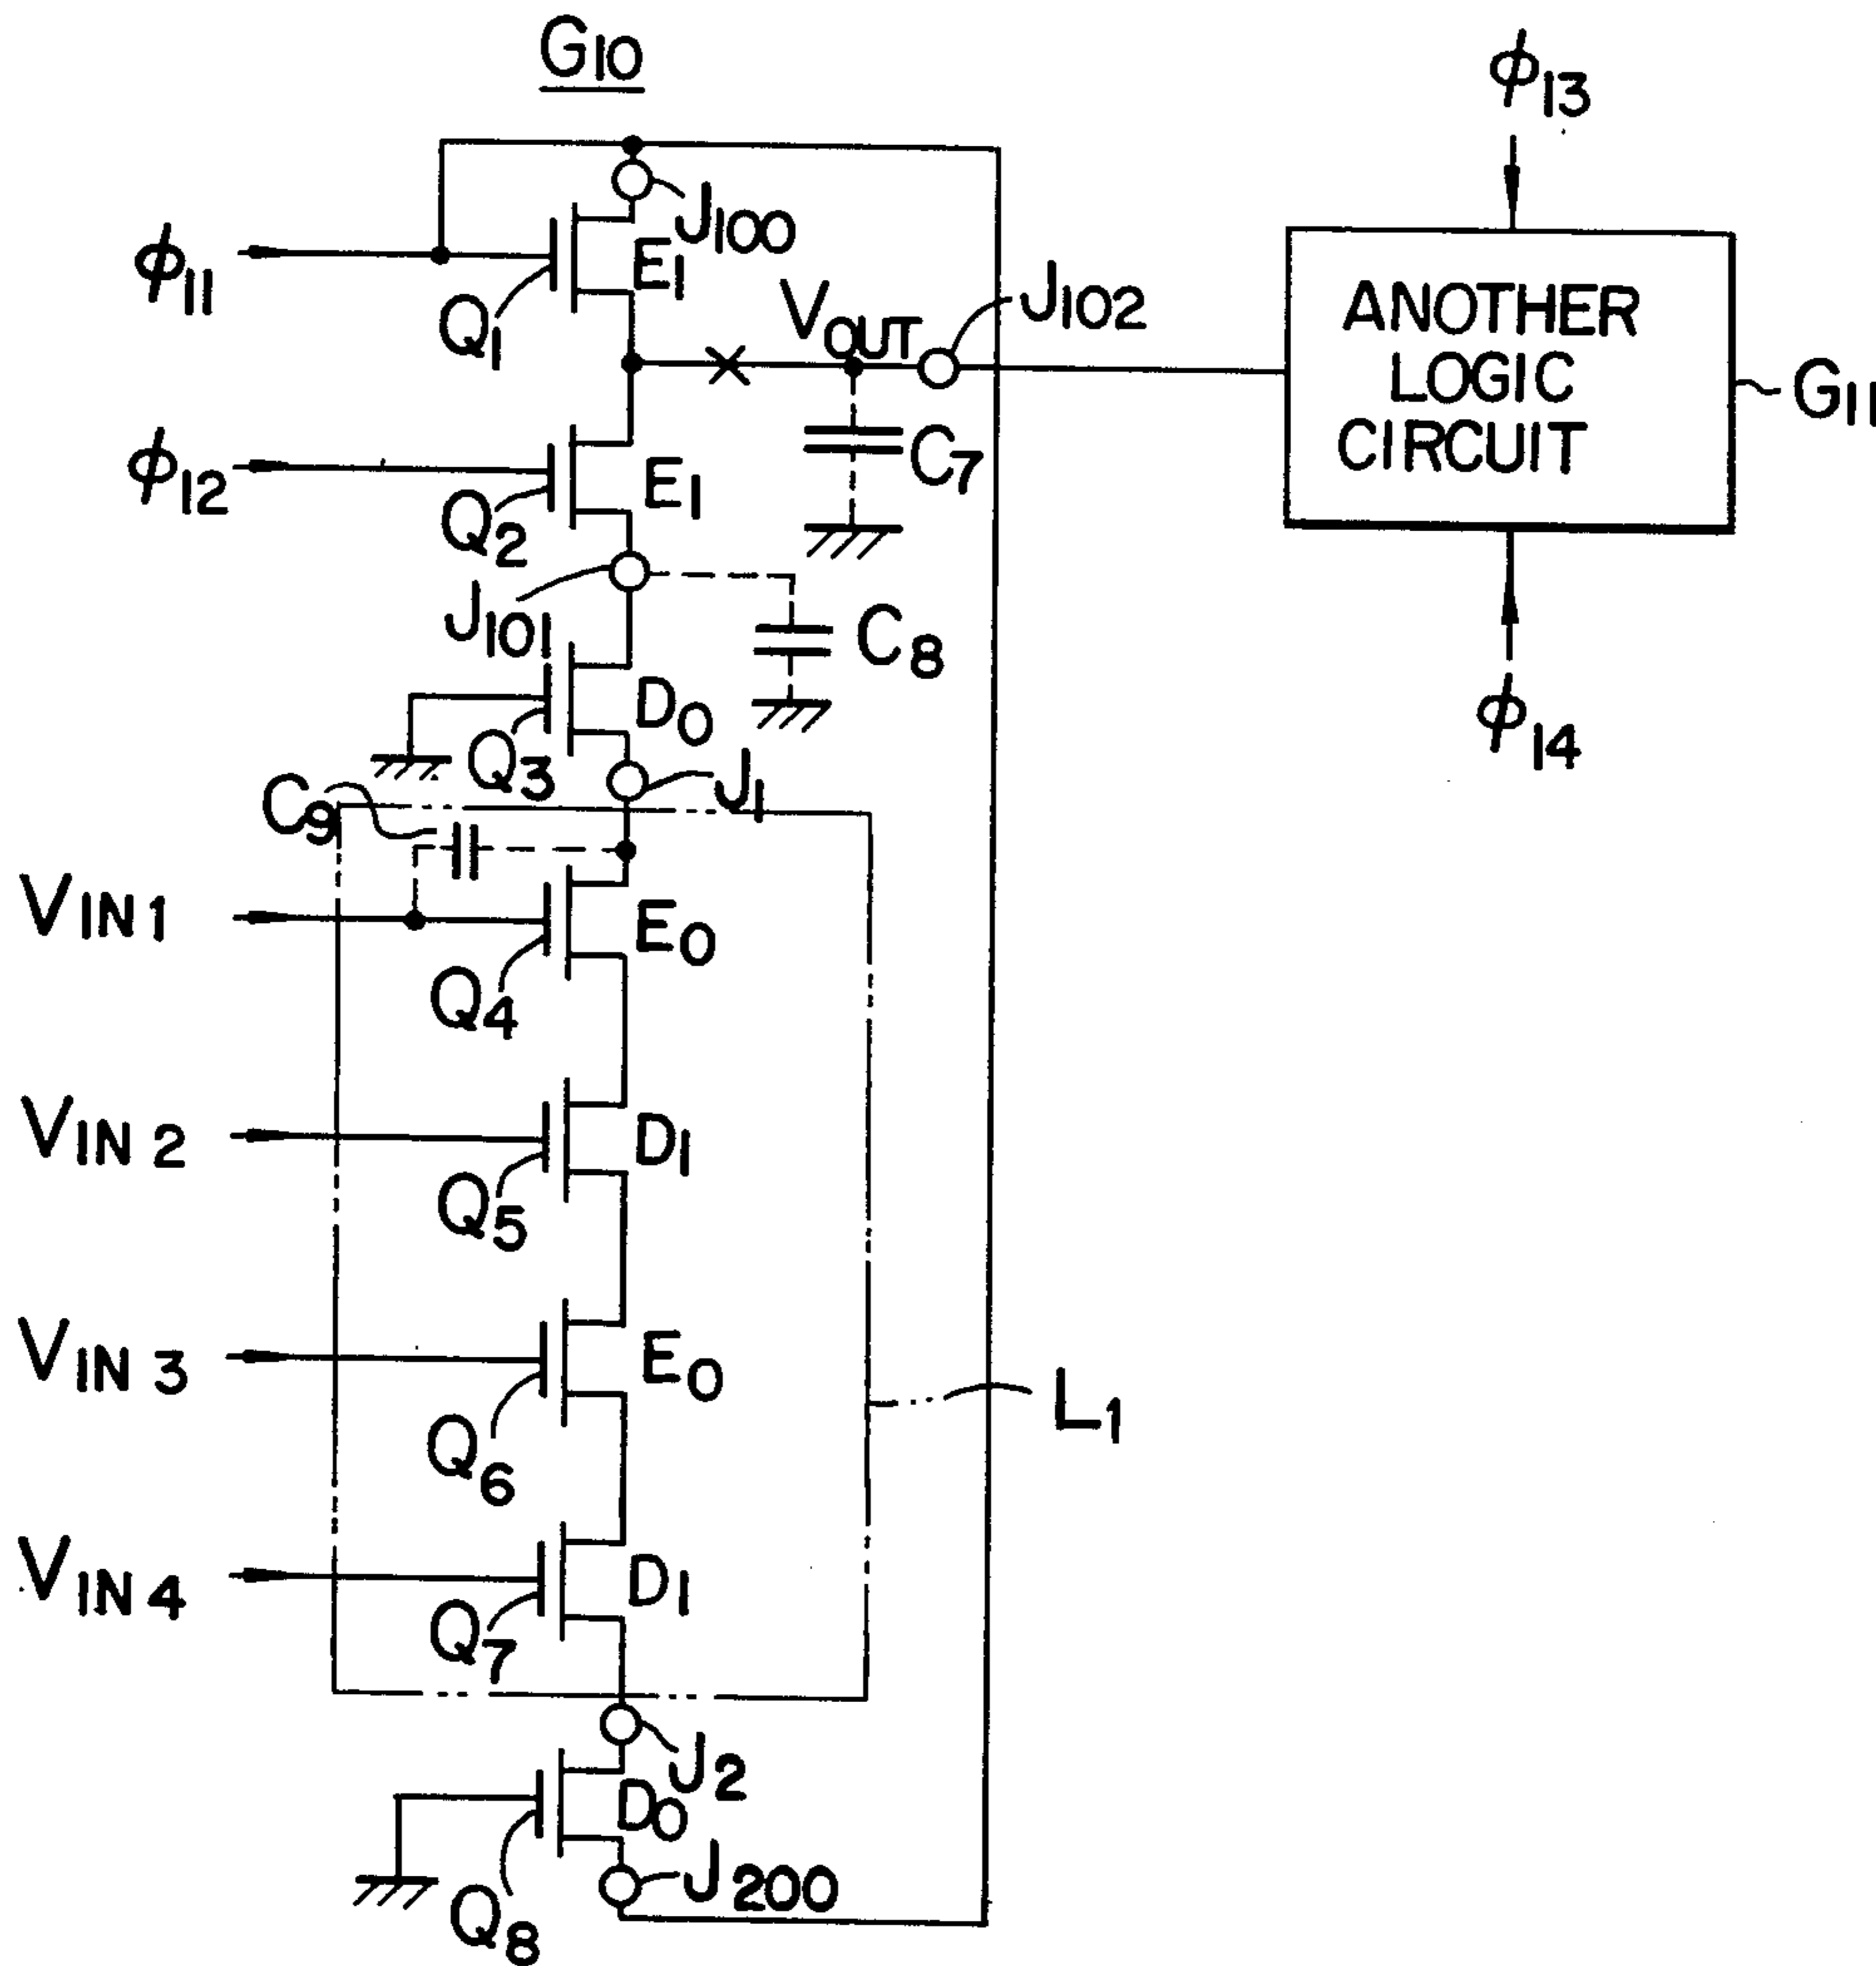 G10
ϕ13
J100
ϕ11
E1
Q1
VOUT
J102
ANOTHER
LOGIC
CIRCUIT
G11
ϕ12
E1
C7
Q2
J101
C8
D0
Q3
ϕ14
J1
C9
VIN1
E0
Q4
VIN2
D1
Q5
VIN3
E0
L1
Q6
VIN4
D1
Q7
J2
D0
J200
Q8